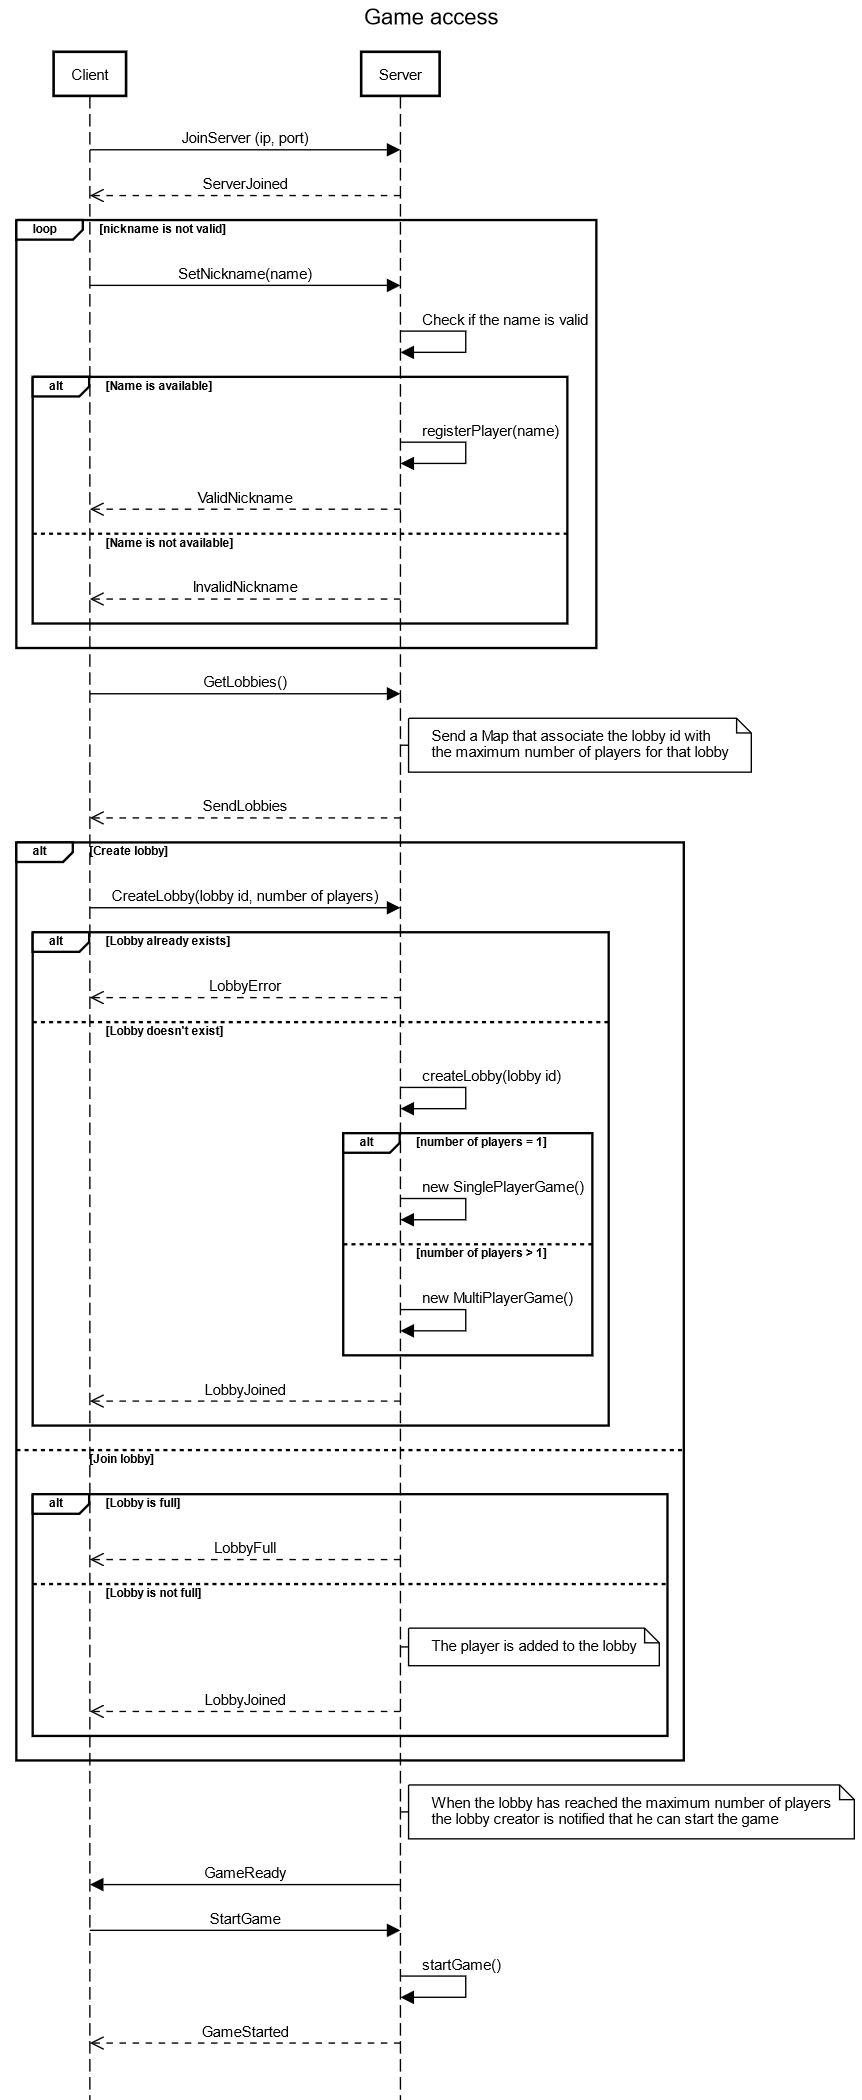 Game access
Client
Server
JoinServer (ip, port)
ServerJoined
loop
[nickname is not valid]
SetNickname(name)
Check if the name is valid
alt
[Name is available]
registerPlayer(name)
ValidNickname
[Name is not available]
InvalidNickname
GetLobbies()
Send a Map that associate the lobby id with
the maximum number of players for that lobby
SendLobbies
alt
[Create lobby]
CreateLobby(lobby id, number of players)
alt
[Lobby already exists]
LobbyError
[Lobby doesn't exist]
createLobby(lobby id)
alt
[number of players = 1]
new SinglePlayerGame()
[number of players > 1]
new MultiPlayerGame()
LobbyJoined
[Join lobby]
alt
[Lobby is full]
LobbyFull
[Lobby is not full]
The player is added to the lobby
LobbyJoined
When the lobby has reached the maximum number of players
the lobby creator is notified that he can start the game
GameReady
StartGame
startGame()
GameStarted